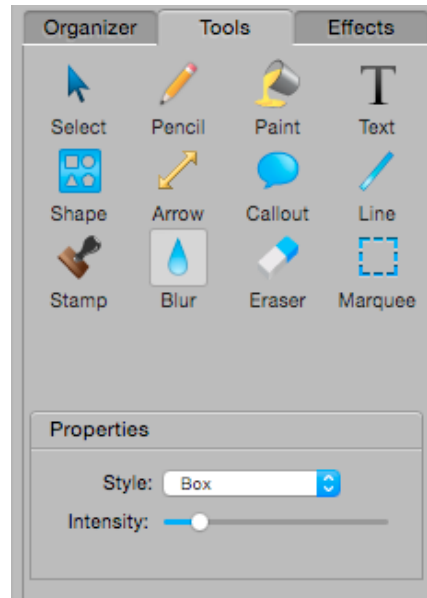 Organizer Tools Effects
Select Pencil Paint Text
Shape Arrow Callout Line
Stamp Blur Eraser Marquee
Properties
Style: Box
Intensity: